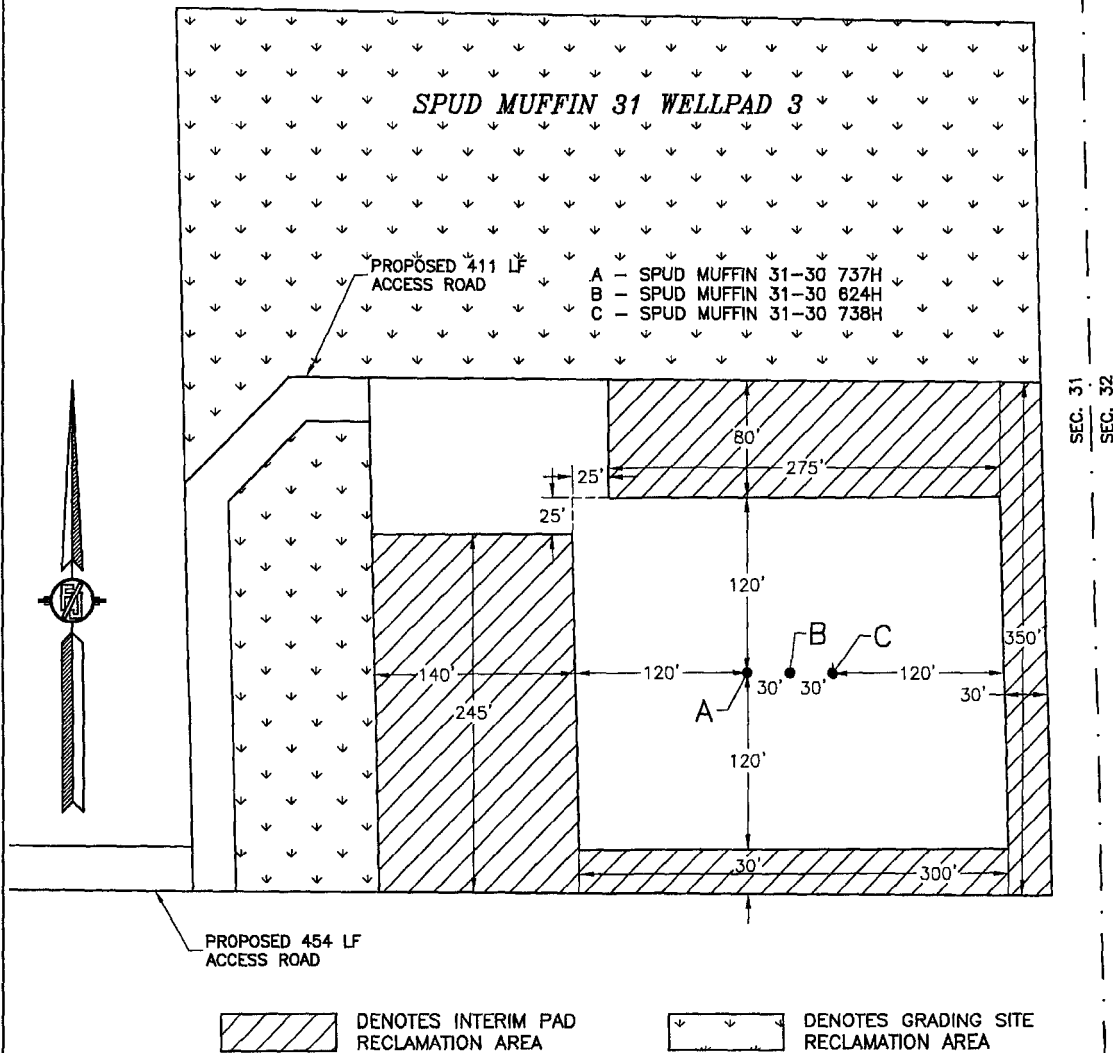 SPUD MUFFIN 31 WELLPAD 3
PROPOSED 411 LF
ACCESS ROAD
A - SPUD MUFFIN 31-30 737H
B - SPUD MUFFIN 31-30 624H
C - SPUD MUFFIN 31-30 738H
SEC. 31
SEC. 32
80'
275'
25'
25'
120'
B
C
350'
140'
120'
30'
30'
120'
30'
A
245'
120'
30'
300'
PROPOSED 454 LF
ACCESS ROAD
DENOTES INTERIM PAD
RECLAMATION AREA
DENOTES GRADING SITE
RECLAMATION AREA